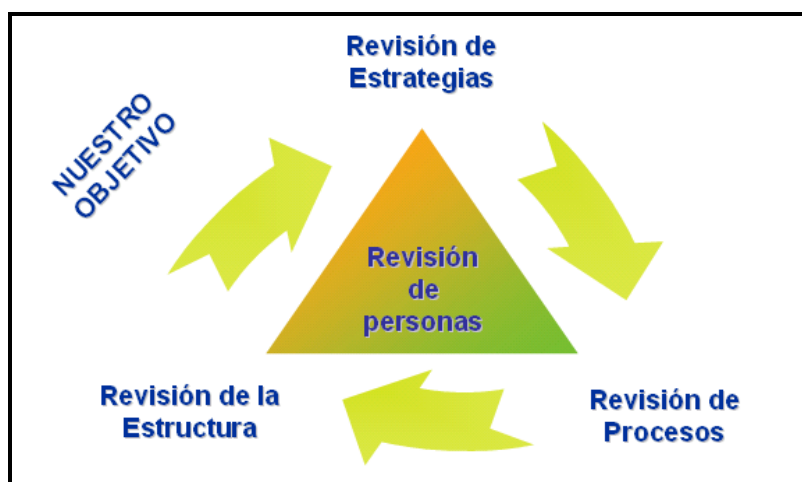 Revisión de
Estrategias
NUESTRO
OBJETIVO
Revisión
de
personas
Revisión de la
Estructura
Revisión de
Procesos